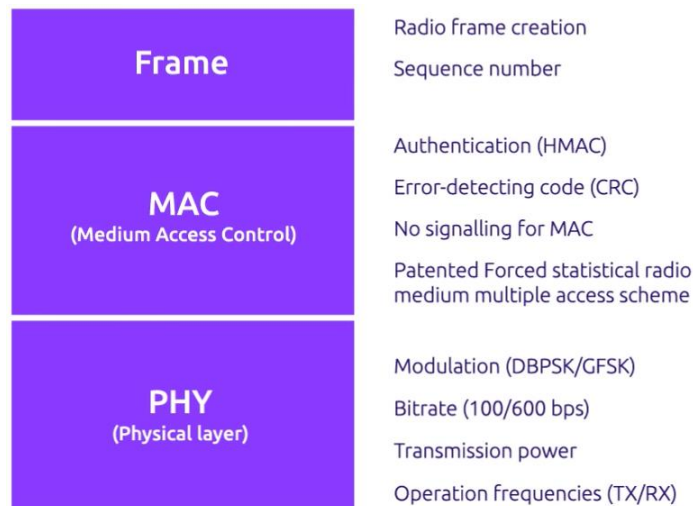 Frame
Radio frame creation
Sequence number
MAC
(Medium Access Control)
Authentication (HMAC)
Error-detecting code (CRC)
No signalling for MAC
Patented Forced statistical radio
medium multiple access scheme
PHY
(Physical layer)
Modulation (DBPSK/GFSK)
Bitrate (100/600 bps)
Transmission power
Operation frequencies (TX/RX)